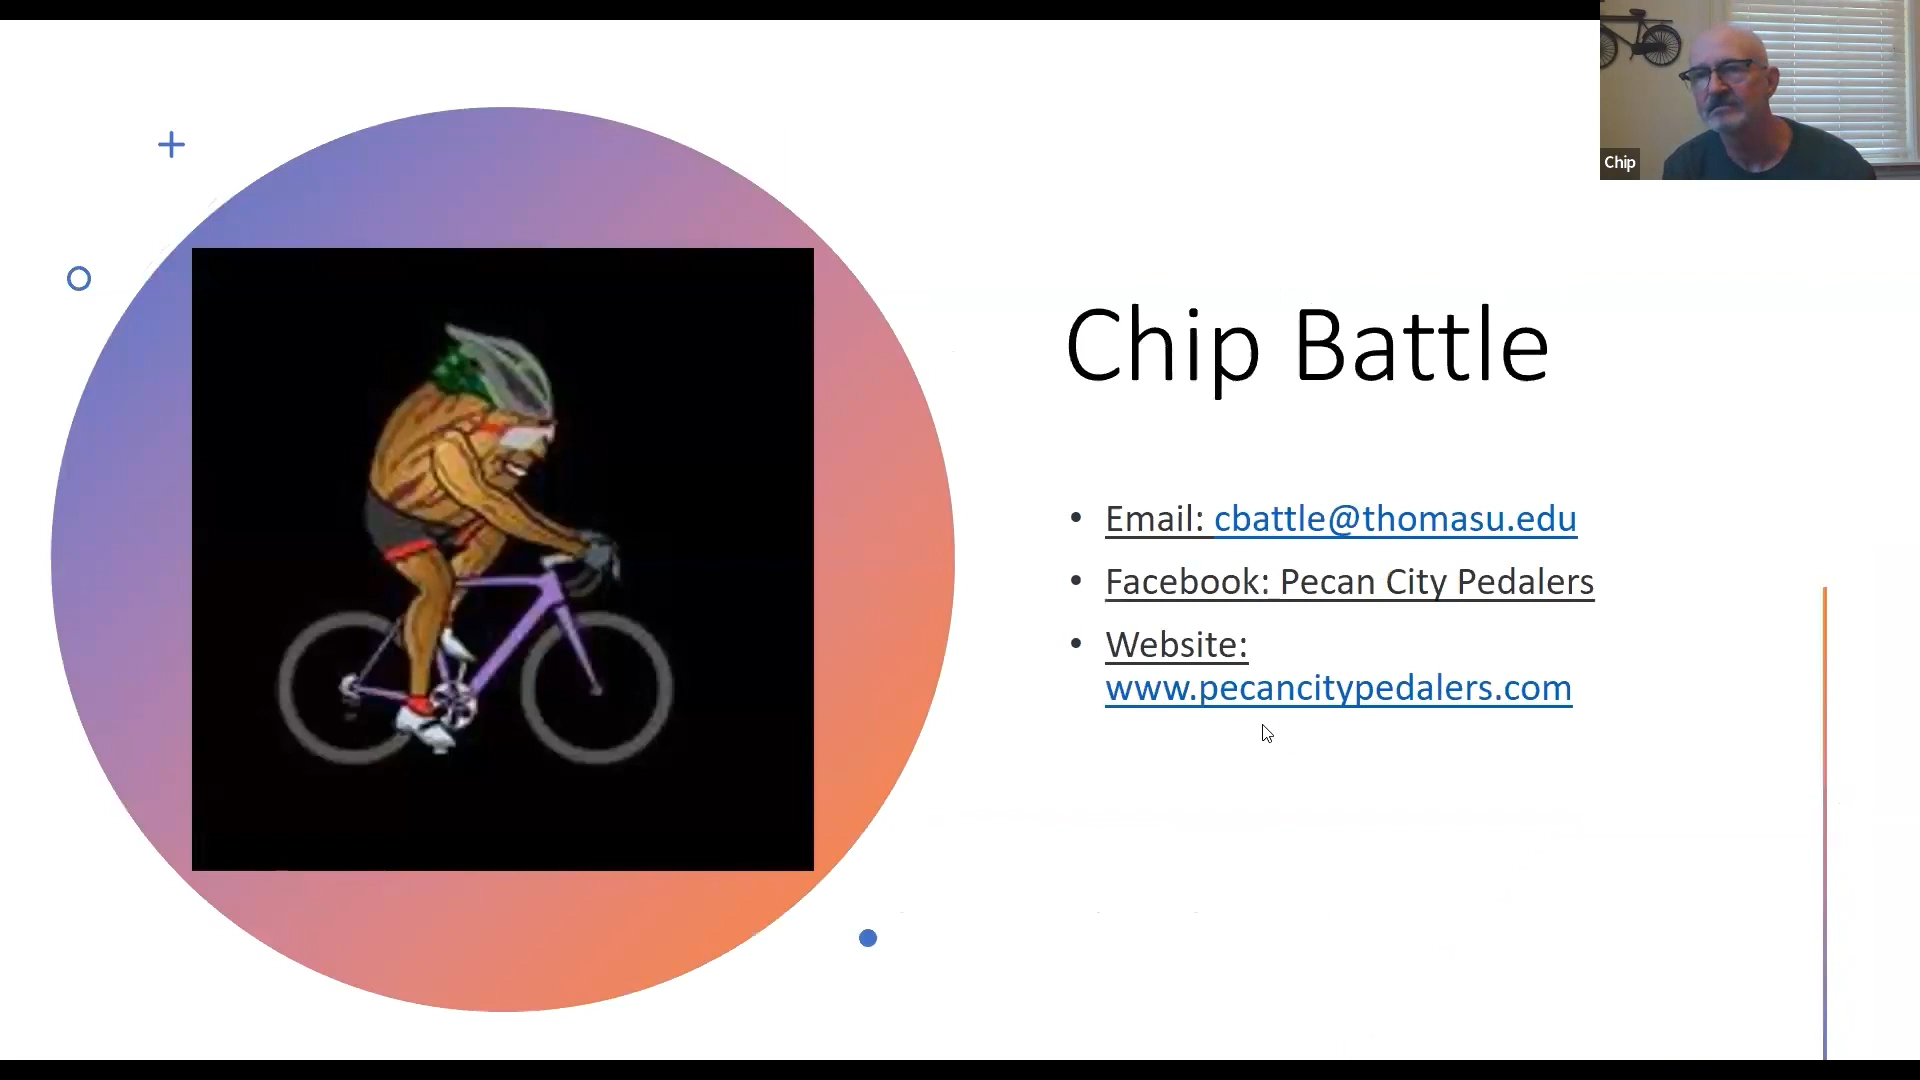 Chip
Chip Battle
• Email: cbattle@thomasu.edu
• Facebook: Pecan City Pedalers
• Website:
www.pecancitypedalers.com